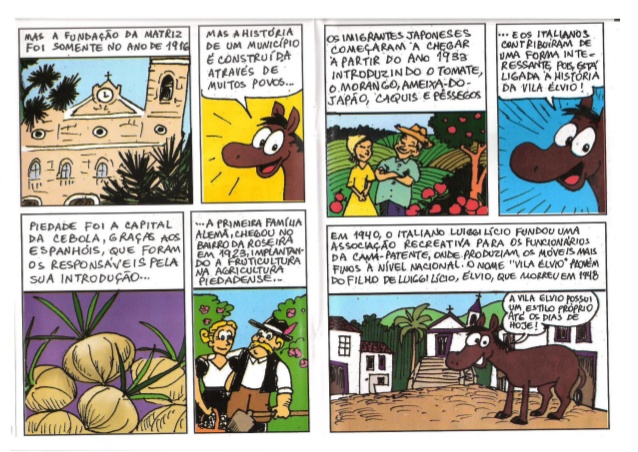 MAS A FUNDAÇÃO DA MATRIZ
FOI SOMENTE NO ANO DE 1916
MAS A HISTÓRIA
DE UM MUNICÍPIO
É CONSTRUÍDA
ATRAVÉS DE
MUITOS POVOS...
PIEDADE FOI A CAPITAL
DA CEBOLA, GRAÇAS AOS
ESPANHÓIS, QUE FORAM
OS RESPONSÁVEIS PELA
SUA INTRODUÇÃO...
...A PRIMEIRA FAMÍLIA
ALEMÃ, CHEGOU NO
BAIRRO DA ROSEIRA
EM 1923, IMPLANTAN-
DO A FRUTICULTURA
NA AGRICULTURA
PIEDADENSE...
OS IMIGRANTES JAPONESES
COMEÇARAM A CHEGAR
A PARTIR DO ANO 1933
INTRODUZINDO O TOMATE,
O MORANGO, AMEIXA-DO-
JAPÃO, CAQUIS E PÊSSEGOS
... E OS ITALIANOS
CONTRIBUIRAM DE
UMA FORMA INTE-
RESSANTE, POIS, ESTÁ
LIGADA À HISTÓRIA
DA VILA ÉLVIO!
EM 1940, O ITALIANO LUIGGI LÍCIO FUNDOU UMA
ASSOCIAÇÃO RECREATIVA PARA OS FUNCIONÁRIOS
DA CAMA-PATENTE, ONDE PRODUZIAM, OS MÓVEIS MAIS
FINOS A NÍVEL NACIONAL. O NOME "VILA ÉLVIO" PROVÉM
DO FILHO DE LUIGGI LÍCIO, ÉLVIO, QUE MORREU EM 1948
A VILA ÉLVIO POSSUI
UM ESTILO PRÓPRIO
ATÉ OS DIAS DE
HOJE!